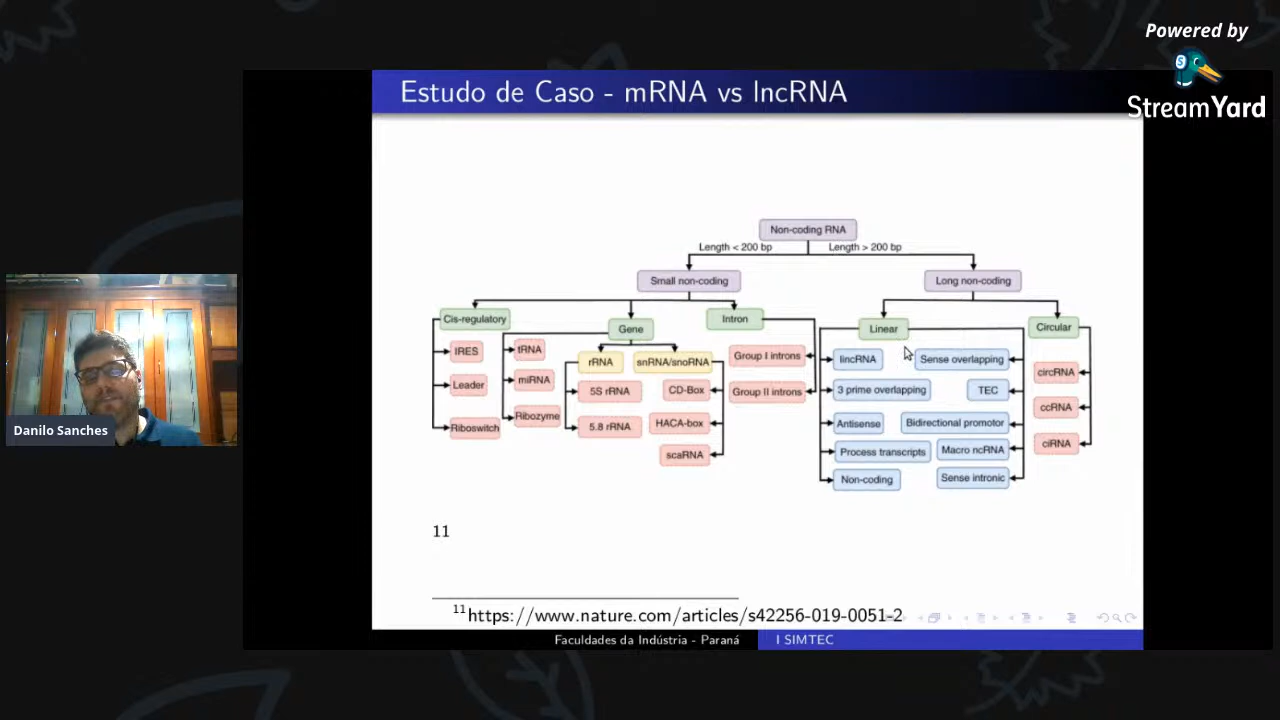 Powered by
StreamYard
Estudo de Caso - mRNA vs lncRNA
Non-coding RNA
Length < 200 bp
Length > 200 bp
Small non-coding
Long non-coding
Cis-regulatory
Gene
Intron
Linear
Circular
IRES
Leader
Riboswitch
tRNA
miRNA
Ribozyme
rRNA
5S rRNA
5.8 rRNA
snRNA/snoRNA
CD-Box
HACA-box
scaRNA
Group I introns
Group II introns
lincRNA
3 prime overlapping
Antisense
Process transcripts
Non-coding
Sense overlapping
TEC
Bidirectional promotor
Macro ncRNA
Sense intronic
circRNA
ccRNA
ciRNA
Danilo Sanches
11
11https://www.nature.com/articles/s42256-019-0051-2
Faculdades da Indústria - Paraná
I SIMTEC